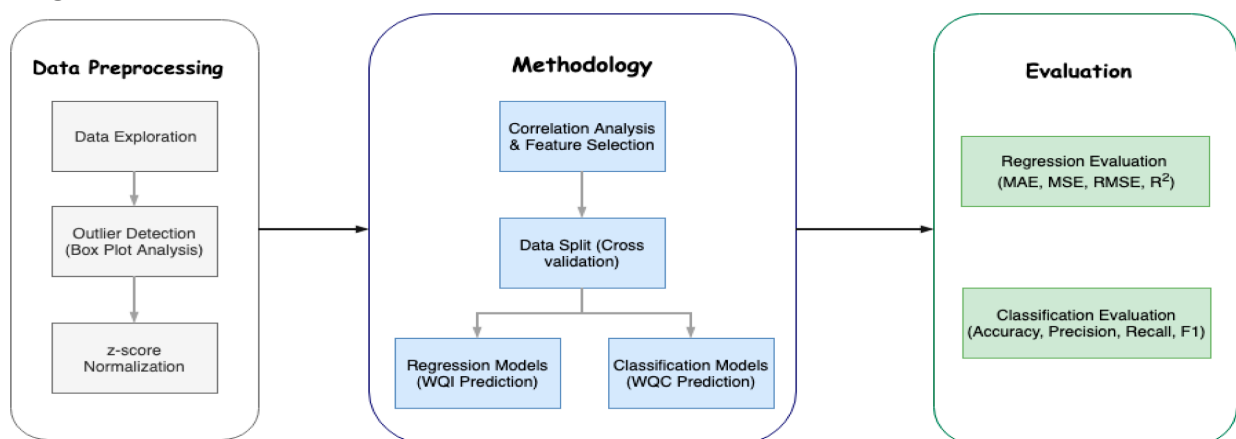 Data Preprocessing
Data Exploration
Outlier Detection
(Box Plot Analysis)
z-score
Normalization
Methodology
Correlation Analysis
& Feature Selection
Data Split (Cross
validation)
Regression Models
(WQI Prediction)
Classification Models
(WQC Prediction)
Evaluation
Regression Evaluation
(MAE, MSE, RMSE, R²)
Classification Evaluation
(Accuracy, Precision, Recall, F1)